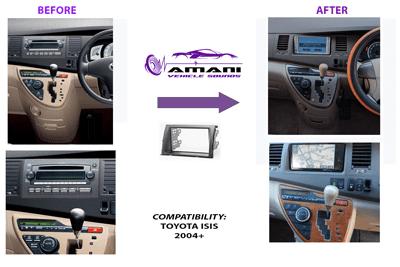 BEFORE
AFTER
AMANI
VEHICLE SOUNDS
COMPATIBILITY:
TOYOTA ISIS
2004+